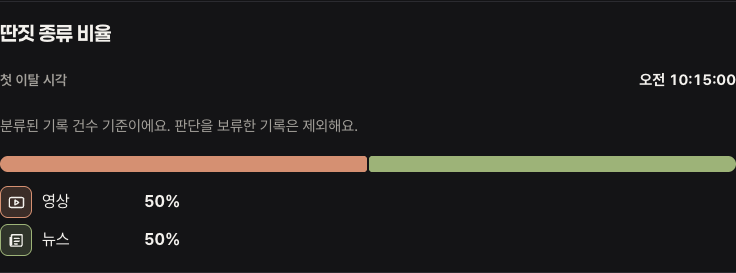 딴짓 종류 비율
첫 이탈 시각 오전 10:15:00
분류된 기록 건수 기준이에요. 판단을 보류한 기록은 제외해요.
영상 50%
뉴스 50%